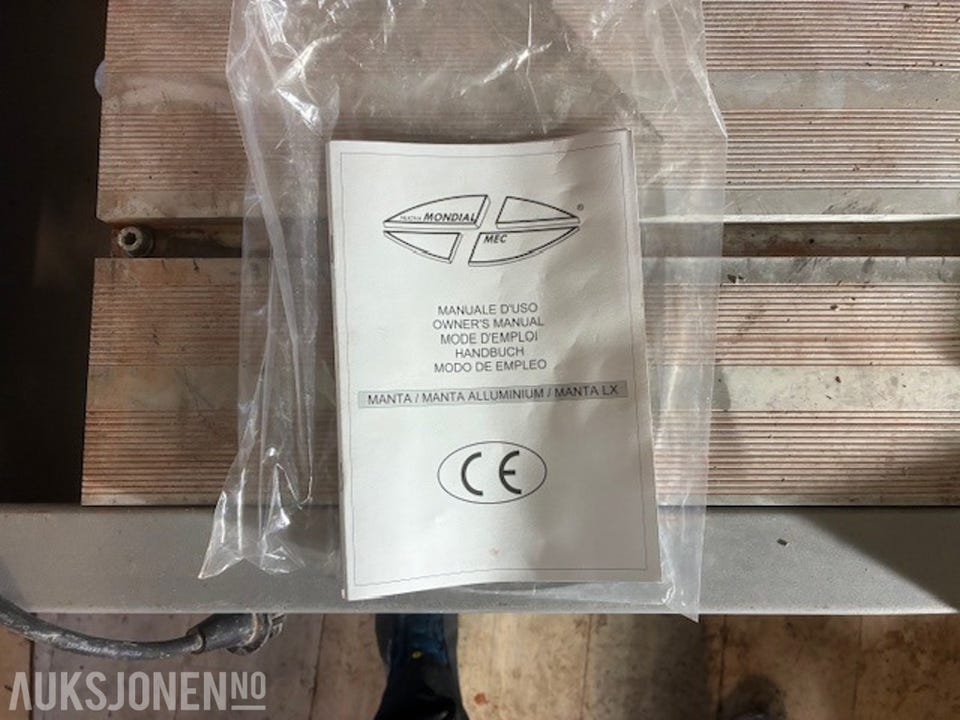 NUOVA MONDIAL ®
MEC
MANUALE D'USO
OWNER'S MANUAL
MODE D'EMPLOI
HANDBUCH
MODO DE EMPLEO
MANTA / MANTA ALLUMINIUM / MANTA LX
CE
AUKSJONEN.NO